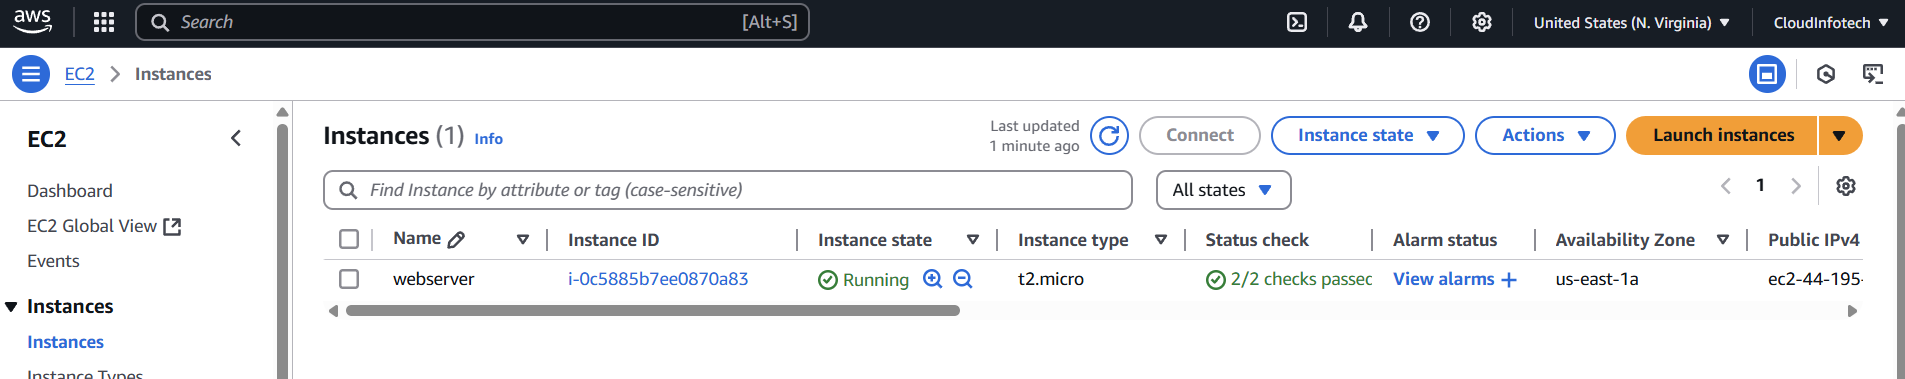 aws
Search [Alt+S]
United States (N. Virginia)
CloudInfotech
EC2 Instances
EC2
Dashboard
EC2 Global View
Events
Instances
Instances
Instance Types
Instances (1) Info
Last updated
1 minute ago
Connect
Instance state
Actions
Launch instances
Find Instance by attribute or tag (case-sensitive)
All states
1
Name Instance ID Instance state Instance type Status check Alarm status Availability Zone Public IPv4
webserver i-0c5885b7ee0870a83 Running t2.micro 2/2 checks passec View alarms + us-east-1a ec2-44-195-